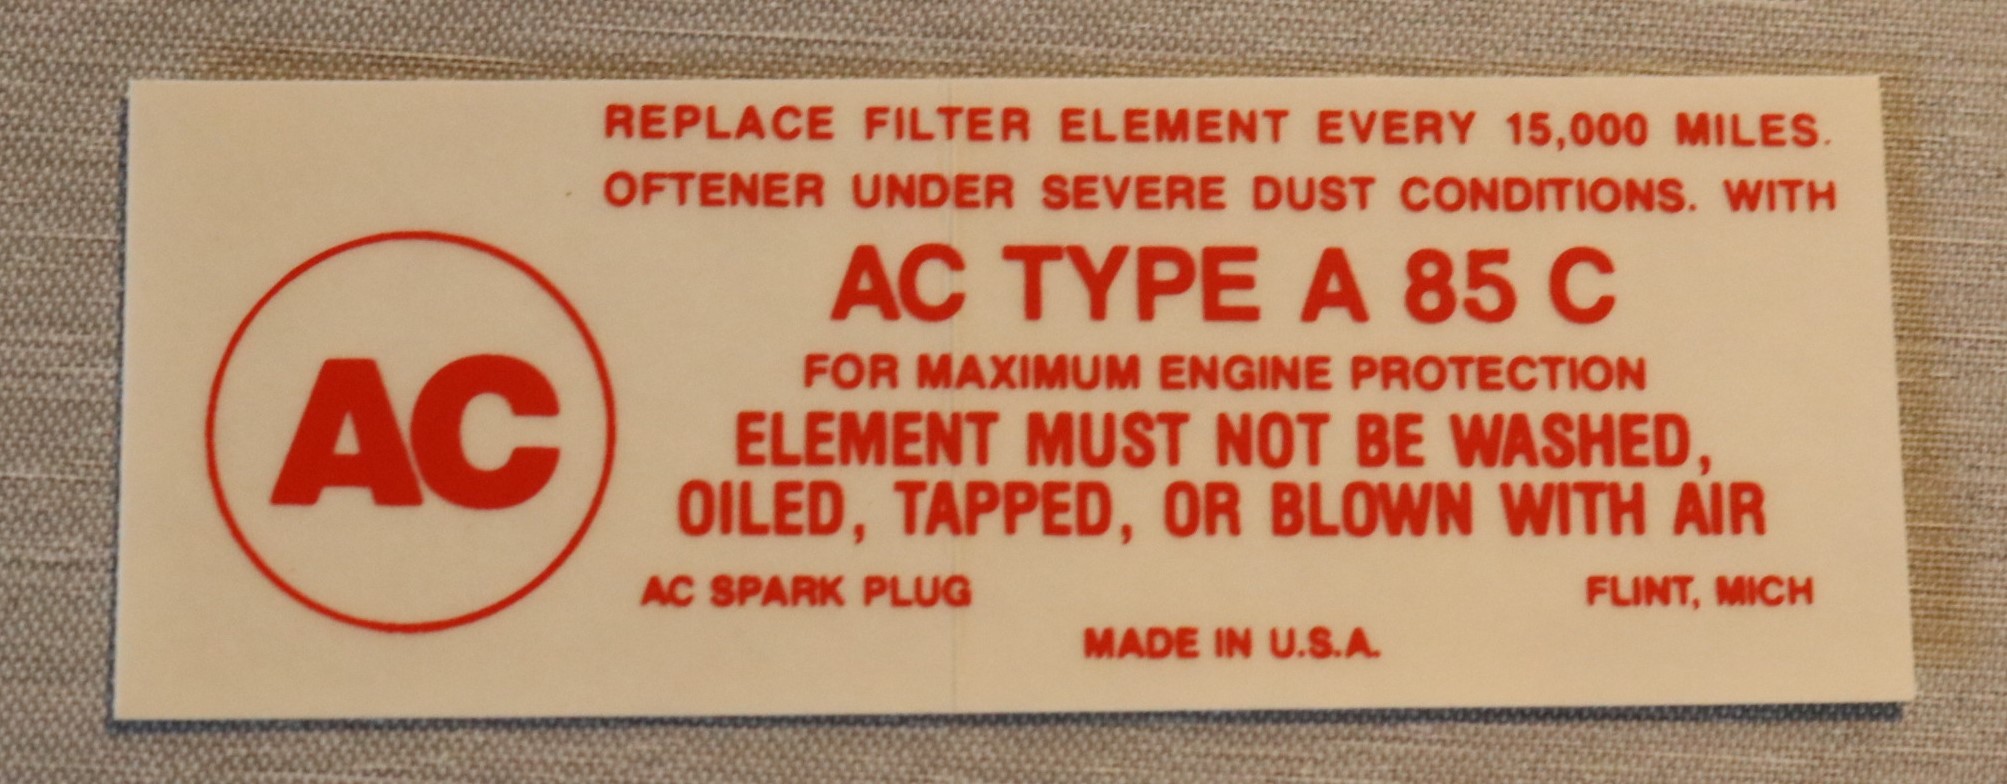 REPLACE FILTER ELEMENT EVERY 15,000 MILES.
OFTENER UNDER SEVERE DUST CONDITIONS. WITH
AC TYPE A 85 C
FOR MAXIMUM ENGINE PROTECTION
ELEMENT MUST NOT BE WASHED,
OILED, TAPPED, OR BLOWN WITH AIR
AC
AC SPARK PLUG FLINT, MICH
MADE IN U.S.A.